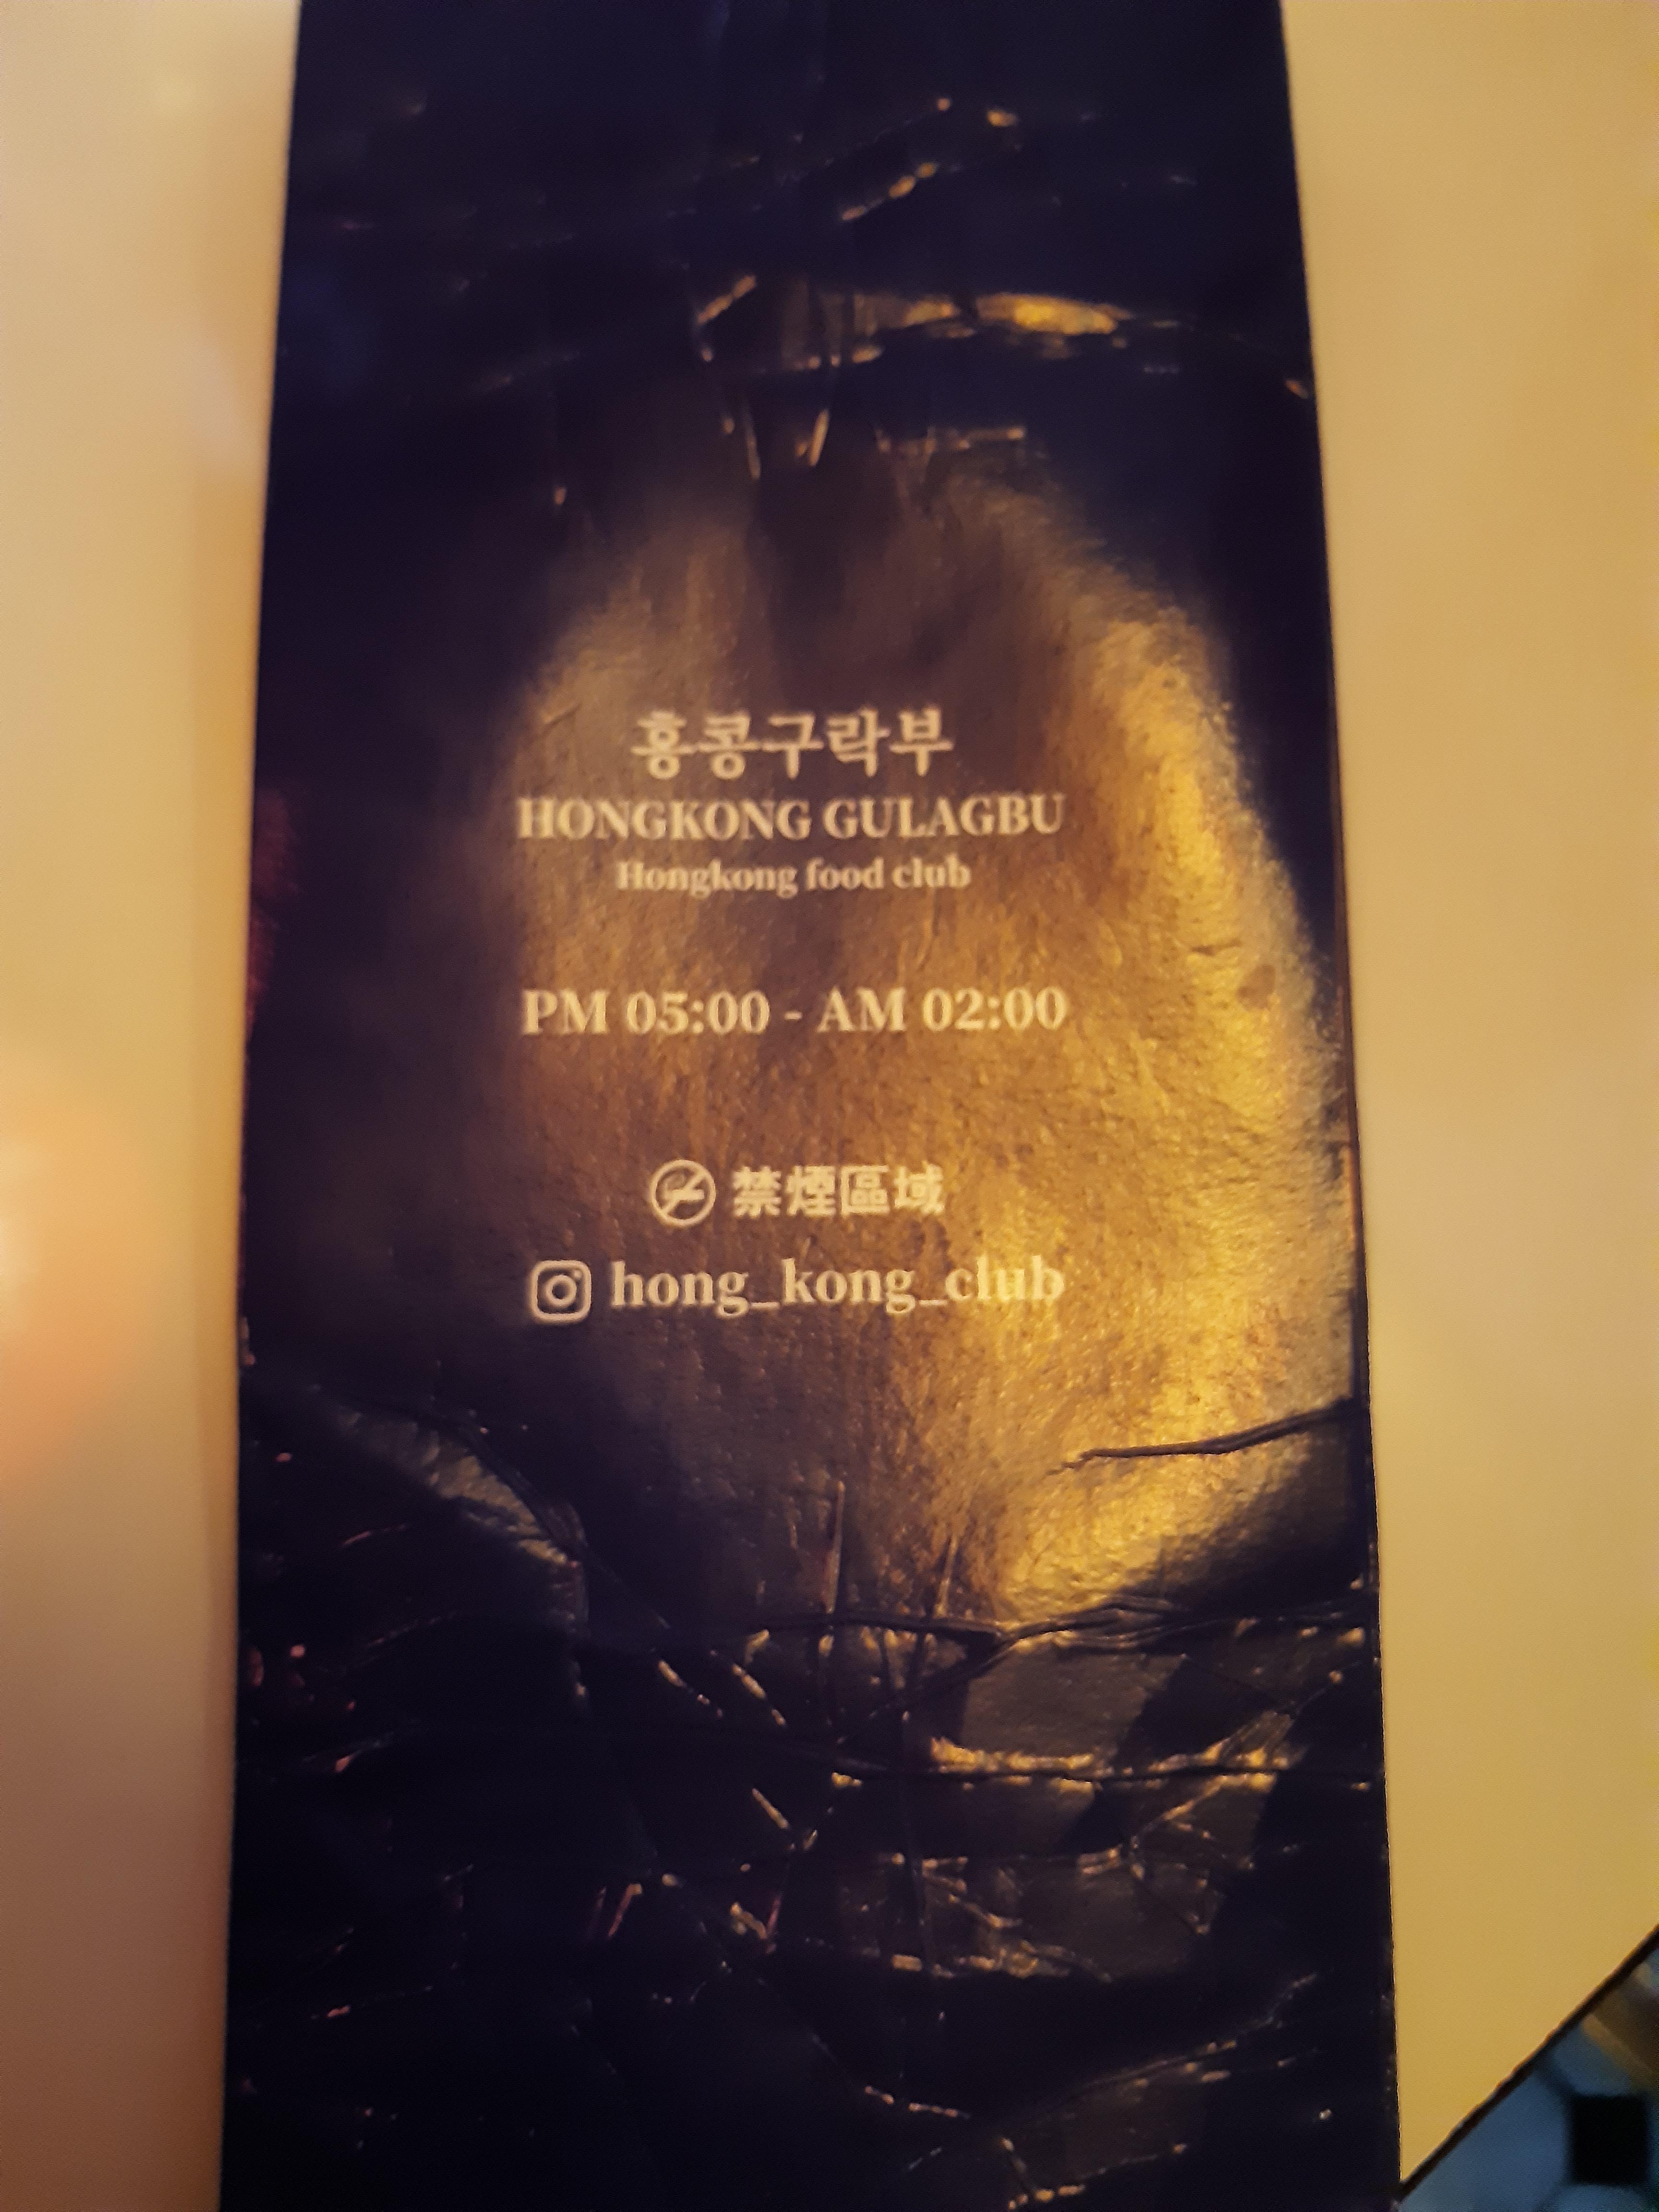 홍콩구락부
HONGKONG GULAGBU
Hongkong food club
PM 05:00 - AM 02:00
禁煙區域
hong_kong_club